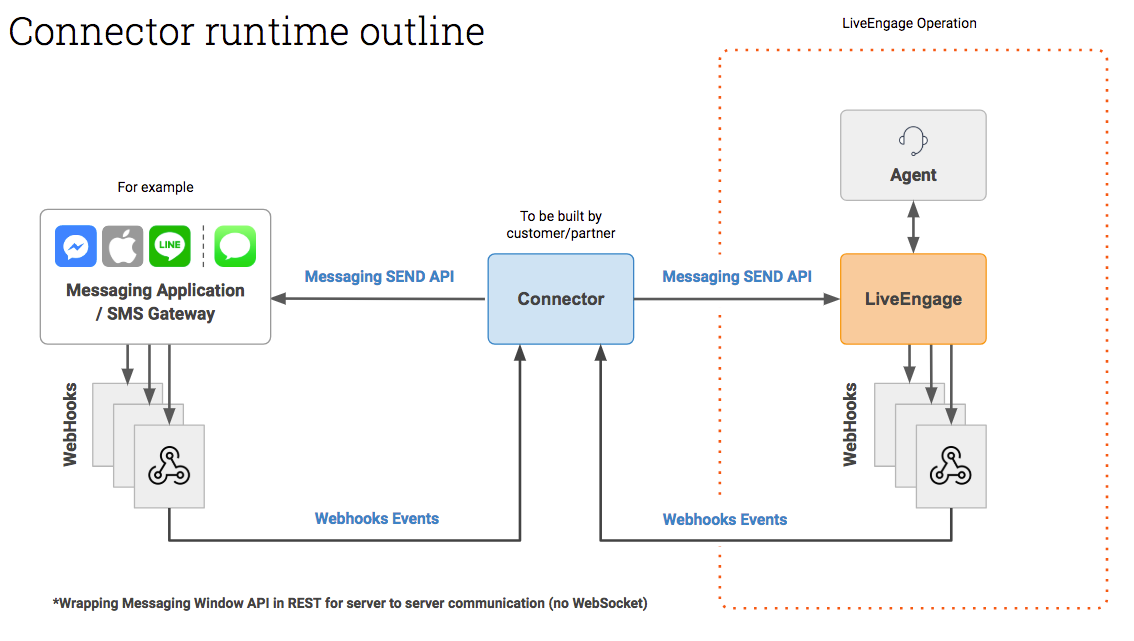 Connector runtime outline
LiveEngage Operation
Agent
For example
LINE
Messaging Application
/ SMS Gateway
To be built by
customer/partner
Messaging SEND API
Connector
Messaging SEND API
LiveEngage
WebHooks
WebHooks
Webhooks Events
Webhooks Events
*Wrapping Messaging Window API in REST for server to server communication (no WebSocket)